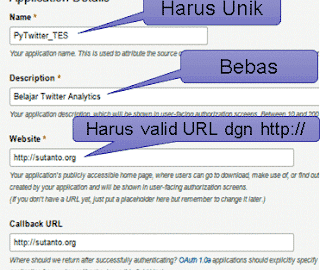 Application Details
Harus Unik
Name *
PyTwitter_TES
Your application name. This is used to attribute the source o
Bebas
Description *
Belajar Twitter Analytics
Your application description, which will be shown in user-facing authorization screens. Between 10 and 200
Harus valid URL dgn http://
Website *
http://sutanto.org
Your application's publicly accessible home page, where users can go to download, make use of, or find out
created by your application and will be shown in user-facing authorization screens.
(If you don't have a URL yet, just put a placeholder here but remember to change it later.)
Callback URL
http://sutanto.org
Where should we return after successfully authenticating? OAuth 1.0a applications should explicitly specify